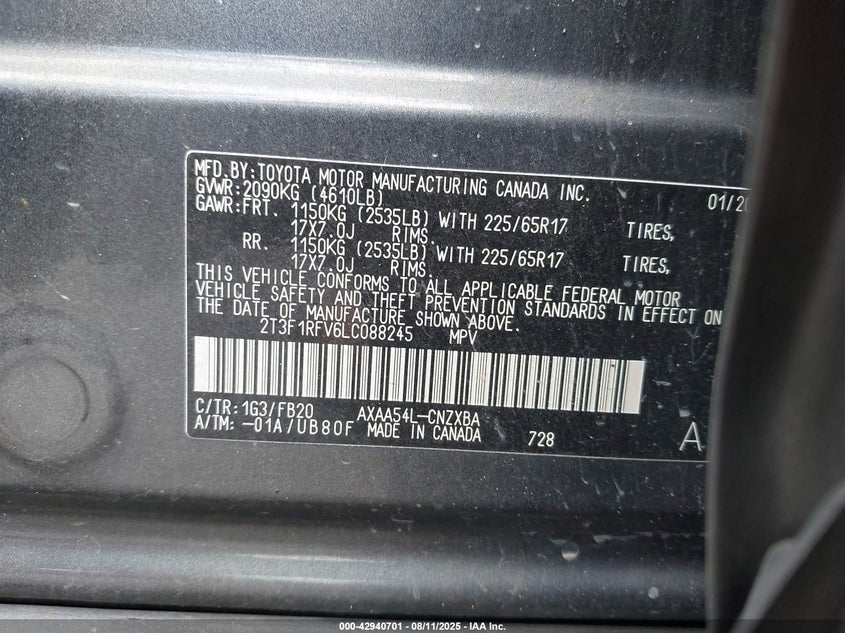 MFD.BY:TOYOTA MOTOR MANUFACTURING CANADA INC. 01/20
GVWR:2090KG (4610LB)
GAWR:FRT. 1150KG (2535LB) WITH 225/65R17 TIRES,
17X7.0J RIMS.
RR. 1150KG (2535LB) WITH 225/65R17 TIRES,
17X7.0J RIMS.
THIS VEHICLE CONFORMS TO ALL APPLICABLE FEDERAL MOTOR
VEHICLE SAFETY AND THEFT PREVENTION STANDARDS IN EFFECT ON
THE DATE OF MANUFACTURE SHOWN ABOVE.
2T3F1RFV6LC088245 MPV
C/TR:1G3/FB20 AXAA54L-CNZXBA
A/TM:-01A/UB80F MADE IN CANADA 728 A
000-42940701 - 08/11/2025 - IAA Inc.